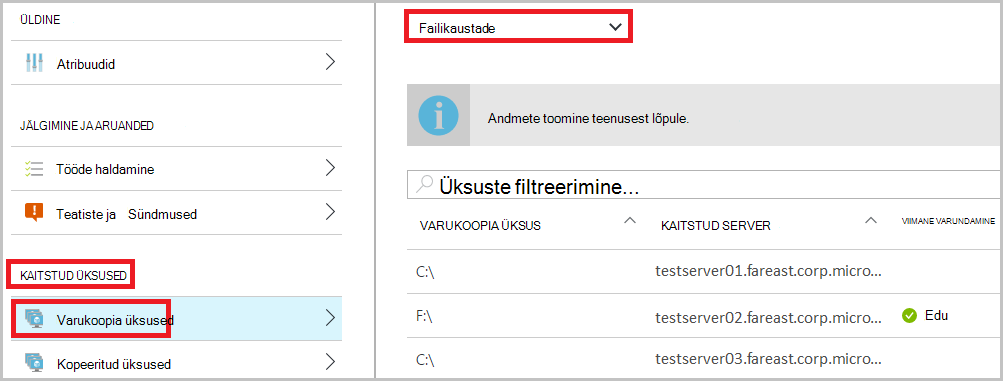 ÜLDINE
Atribuudid
JÄLGIMINE JA ARUANDED
Tööde haldamine
Teatiste ja Sündmused
KAITSTUD ÜKSUSED
Varukoopia üksused
Kopeeritud üksused
Failikaustade
Andmete toomine teenusest lõpule.
Üksuste filtreerimine...
VARUKOOPIA ÜKSUS KAITSTUD SERVER VIIMANE VARUNDAMINE
C:\ testserver01.fareast.corp.micro...
F:\ testserver02.fareast.corp.micro... Edu
C:\ testserver03.fareast.corp.micro...